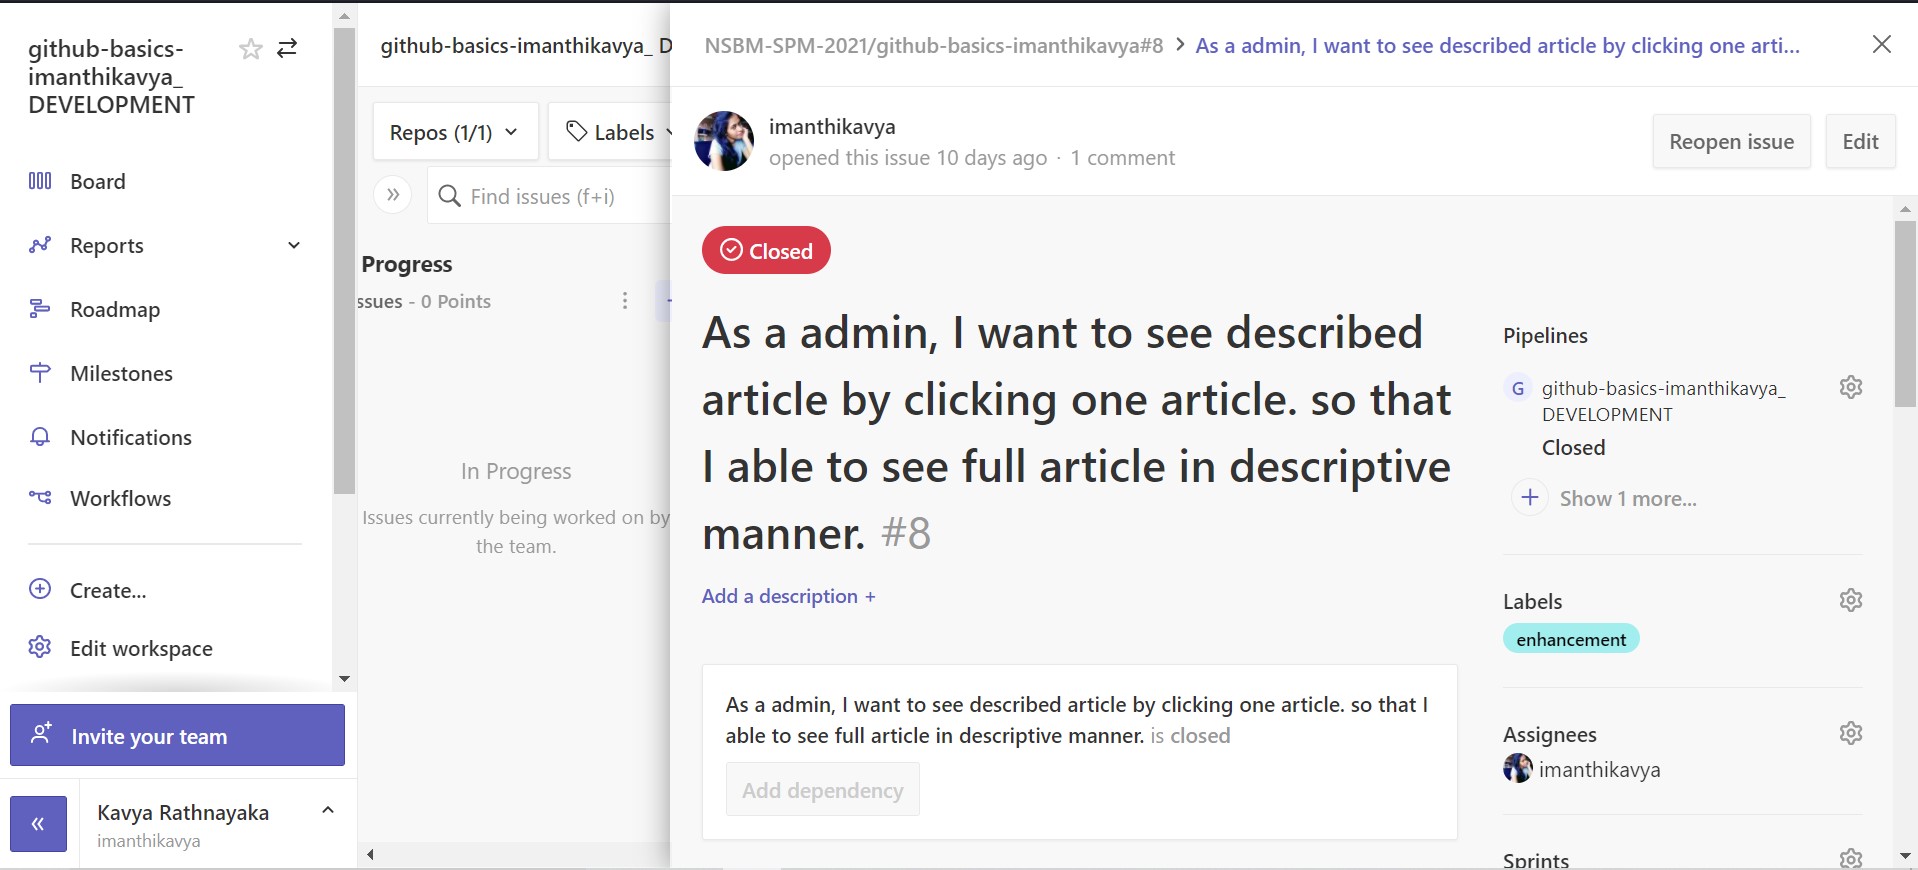 github-basics-
imanthikavya_
DEVELOPMENT
Board
Reports
Roadmap
Milestones
Notifications
Workflows
Create...
Edit workspace
Invite your team
Kavya Rathnayaka
imanthikavya
github-basics-imanthikavya_ D
Repos (1/1)
Labels
Find issues (f+i)
Progress
ssues - 0 Points
In Progress
Issues currently being worked on by
the team.
NSBM-SPM-2021/github-basics-imanthikavya#8 > As a admin, I want to see described article by clicking one arti...
imanthikavya
opened this issue 10 days ago · 1 comment
Reopen issue
Edit
Closed
As a admin, I want to see described
article by clicking one article. so that
I able to see full article in descriptive
manner. #8
Add a description +
As a admin, I want to see described article by clicking one article. so that I
able to see full article in descriptive manner. is closed
Add dependency
Pipelines
G github-basics-imanthikavya_
DEVELOPMENT
Closed
Show 1 more...
Labels
enhancement
Assignees
imanthikavya
Sprints